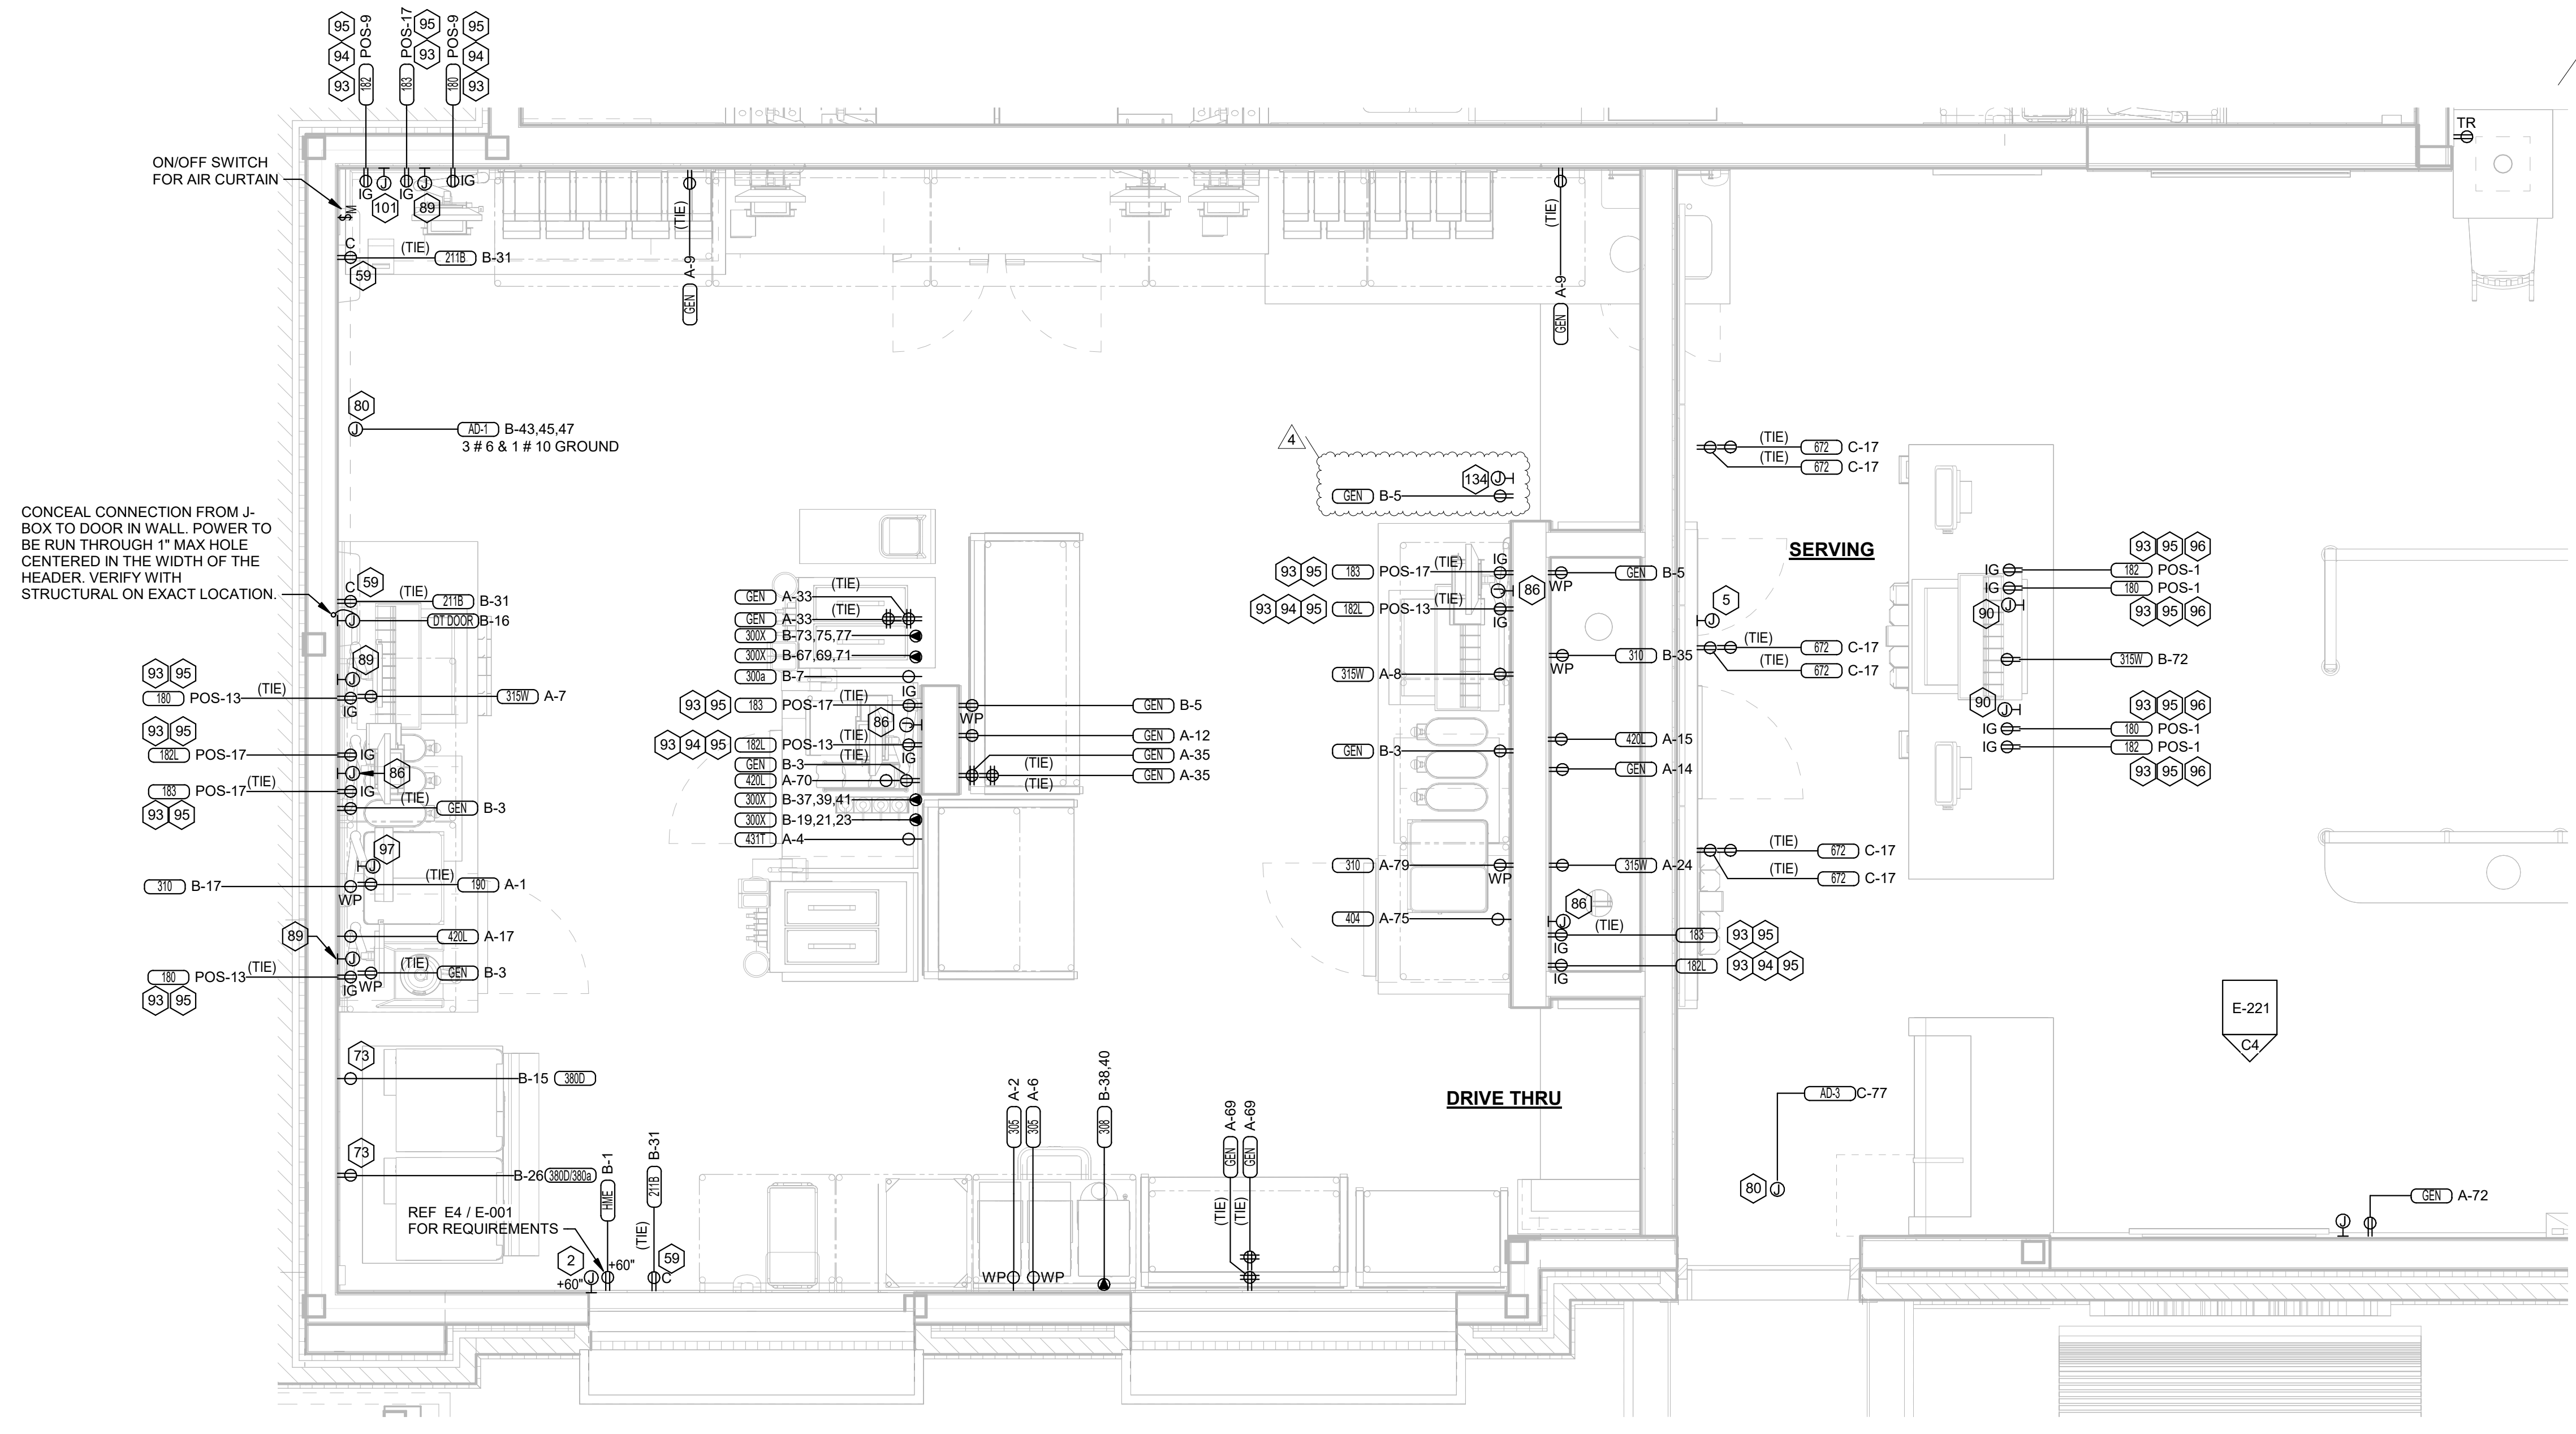 95
94
93
182
POS-9
183
POS-17
95
93
180
POS-9
95
94
93
ON/OFF SWITCH
FOR AIR CURTAIN
IG
J
IG
J
IG
101
89
$M
C
59
(TIE)
211B
B-31
(TIE)
A-9
GEN
(TIE)
A-9
GEN
TR
80
J
AD-1
B-43,45,47
3 # 6 & 1 # 10 GROUND
4
134
J
GEN
B-5
(TIE)
672
C-17
(TIE)
672
C-17
CONCEAL CONNECTION FROM J-
BOX TO DOOR IN WALL. POWER TO
BE RUN THROUGH 1" MAX HOLE
CENTERED IN THE WIDTH OF THE
HEADER. VERIFY WITH
STRUCTURAL ON EXACT LOCATION.
C
59
(TIE)
211B
B-31
J
DT DOOR
B-16
89
J
93
95
180
POS-13
(TIE)
IG
315W
A-7
93
95
182L
POS-17
IG
J
86
183
POS-17
(TIE)
IG
93
95
(TIE)
GEN
B-3
97
J
310
B-17
WP
(TIE)
190
A-1
89
420L
A-17
J
180
POS-13
(TIE)
IG
WP
(TIE)
GEN
B-3
93
95
73
B-15
380D
73
B-26
380D/380a
GEN
A-33
(TIE)
GEN
A-33
(TIE)
300X
B-73,75,77
300X
B-67,69,71
300a
B-7
93
95
183
POS-17
(TIE)
IG
86
J
93
94
95
182L
POS-13
(TIE)
IG
GEN
B-3
(TIE)
420L
A-70
300X
B-37,39,41
300X
B-19,21,23
431T
A-4
WP
GEN
B-5
GEN
A-12
GEN
A-35
(TIE)
GEN
A-35
(TIE)
93
95
183
POS-17
(TIE)
IG
J
86
93
94
95
182L
POS-13
(TIE)
IG
315W
A-8
GEN
B-3
310
A-79
WP
404
A-75
WP
GEN
B-5
WP
310
B-35
420L
A-15
GEN
A-14
315W
A-24
86
J
(TIE)
IG
183
93
95
IG
182L
93
94
95
SERVING
5
J
(TIE)
672
C-17
(TIE)
672
C-17
(TIE)
672
C-17
(TIE)
672
C-17
93
95
96
IG
182
POS-1
IG
180
POS-1
90
J
93
95
96
315W
B-72
90
J
93
95
96
IG
180
POS-1
IG
182
POS-1
93
95
96
E-221
C4
DRIVE THRU
AD-3
C-77
80
J
GEN
A-72
J
REF E4 / E-001
FOR REQUIREMENTS
2
+60"
J
+60"
HME
B-1
(TIE)
211B
B-31
59
C
WP
305
A-2
305
A-6
WP
308
B-38,40
(TIE)
GEN
A-69
(TIE)
GEN
A-69